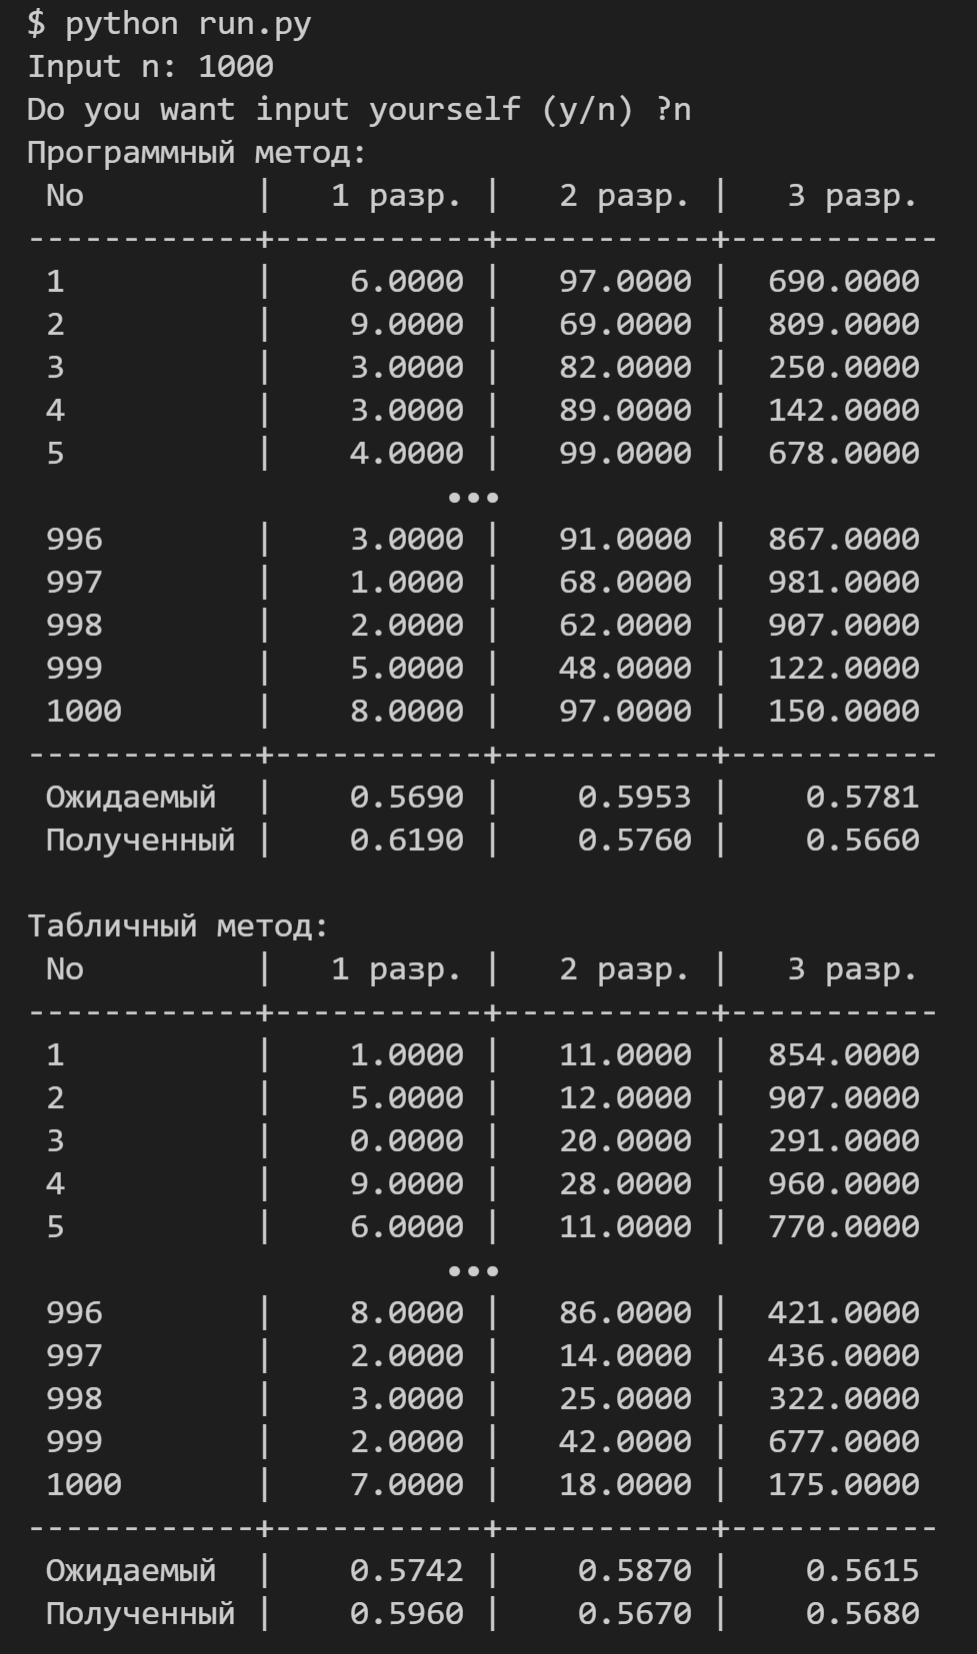 $ python run.py
Input n: 1000
Do you want input yourself (y/n) ?n
Программный метод:
No | 1 разр. | 2 разр. | 3 разр.
------------+-----------+-----------+-----------
1 | 6.0000 | 97.0000 | 690.0000
2 | 9.0000 | 69.0000 | 809.0000
3 | 3.0000 | 82.0000 | 250.0000
4 | 3.0000 | 89.0000 | 142.0000
5 | 4.0000 | 99.0000 | 678.0000
•••
996 | 3.0000 | 91.0000 | 867.0000
997 | 1.0000 | 68.0000 | 981.0000
998 | 2.0000 | 62.0000 | 907.0000
999 | 5.0000 | 48.0000 | 122.0000
1000 | 8.0000 | 97.0000 | 150.0000
------------+-----------+-----------+-----------
Ожидаемый | 0.5690 | 0.5953 | 0.5781
Полученный | 0.6190 | 0.5760 | 0.5660
Табличный метод:
No | 1 разр. | 2 разр. | 3 разр.
------------+-----------+-----------+-----------
1 | 1.0000 | 11.0000 | 854.0000
2 | 5.0000 | 12.0000 | 907.0000
3 | 0.0000 | 20.0000 | 291.0000
4 | 9.0000 | 28.0000 | 960.0000
5 | 6.0000 | 11.0000 | 770.0000
•••
996 | 8.0000 | 86.0000 | 421.0000
997 | 2.0000 | 14.0000 | 436.0000
998 | 3.0000 | 25.0000 | 322.0000
999 | 2.0000 | 42.0000 | 677.0000
1000 | 7.0000 | 18.0000 | 175.0000
------------+-----------+-----------+-----------
Ожидаемый | 0.5742 | 0.5870 | 0.5615
Полученный | 0.5960 | 0.5670 | 0.5680